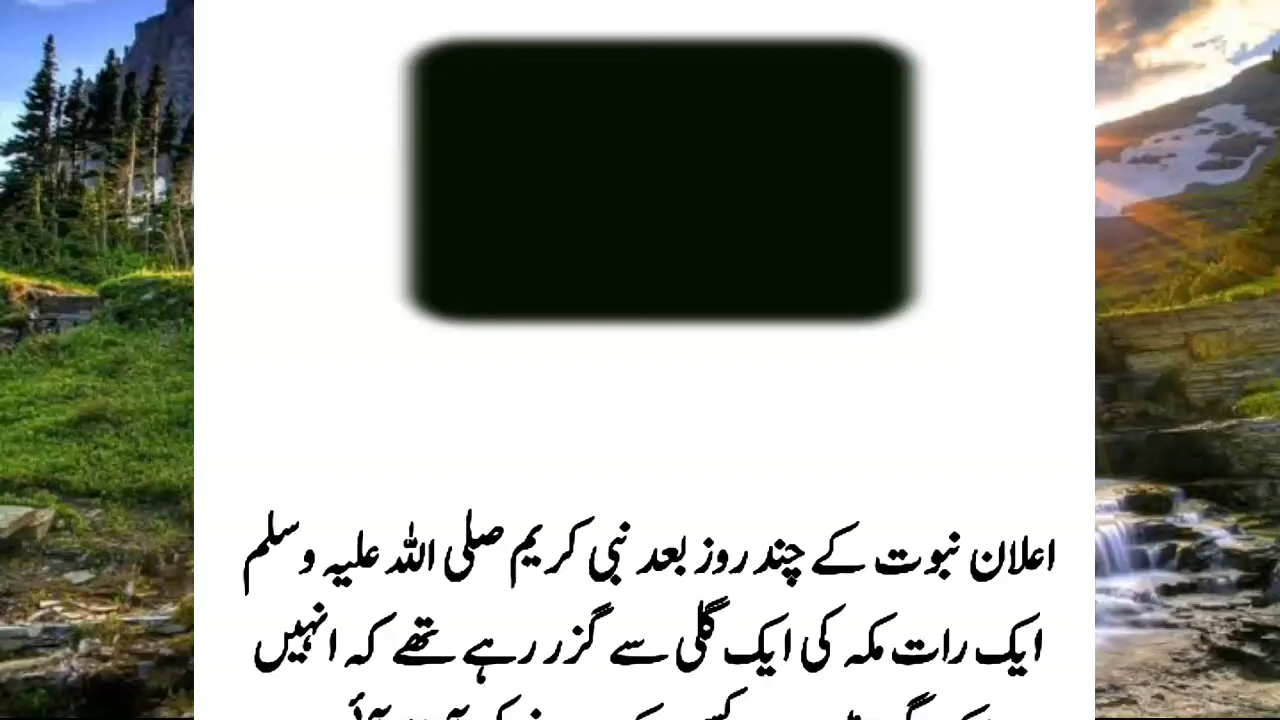 اعلان نبوت کے چند روز بعد نبی کریم صلی اللہ علیہ وسلم
ایک رات مکہ کی ایک گلی سے گزر رہے تھے کہ انہیں